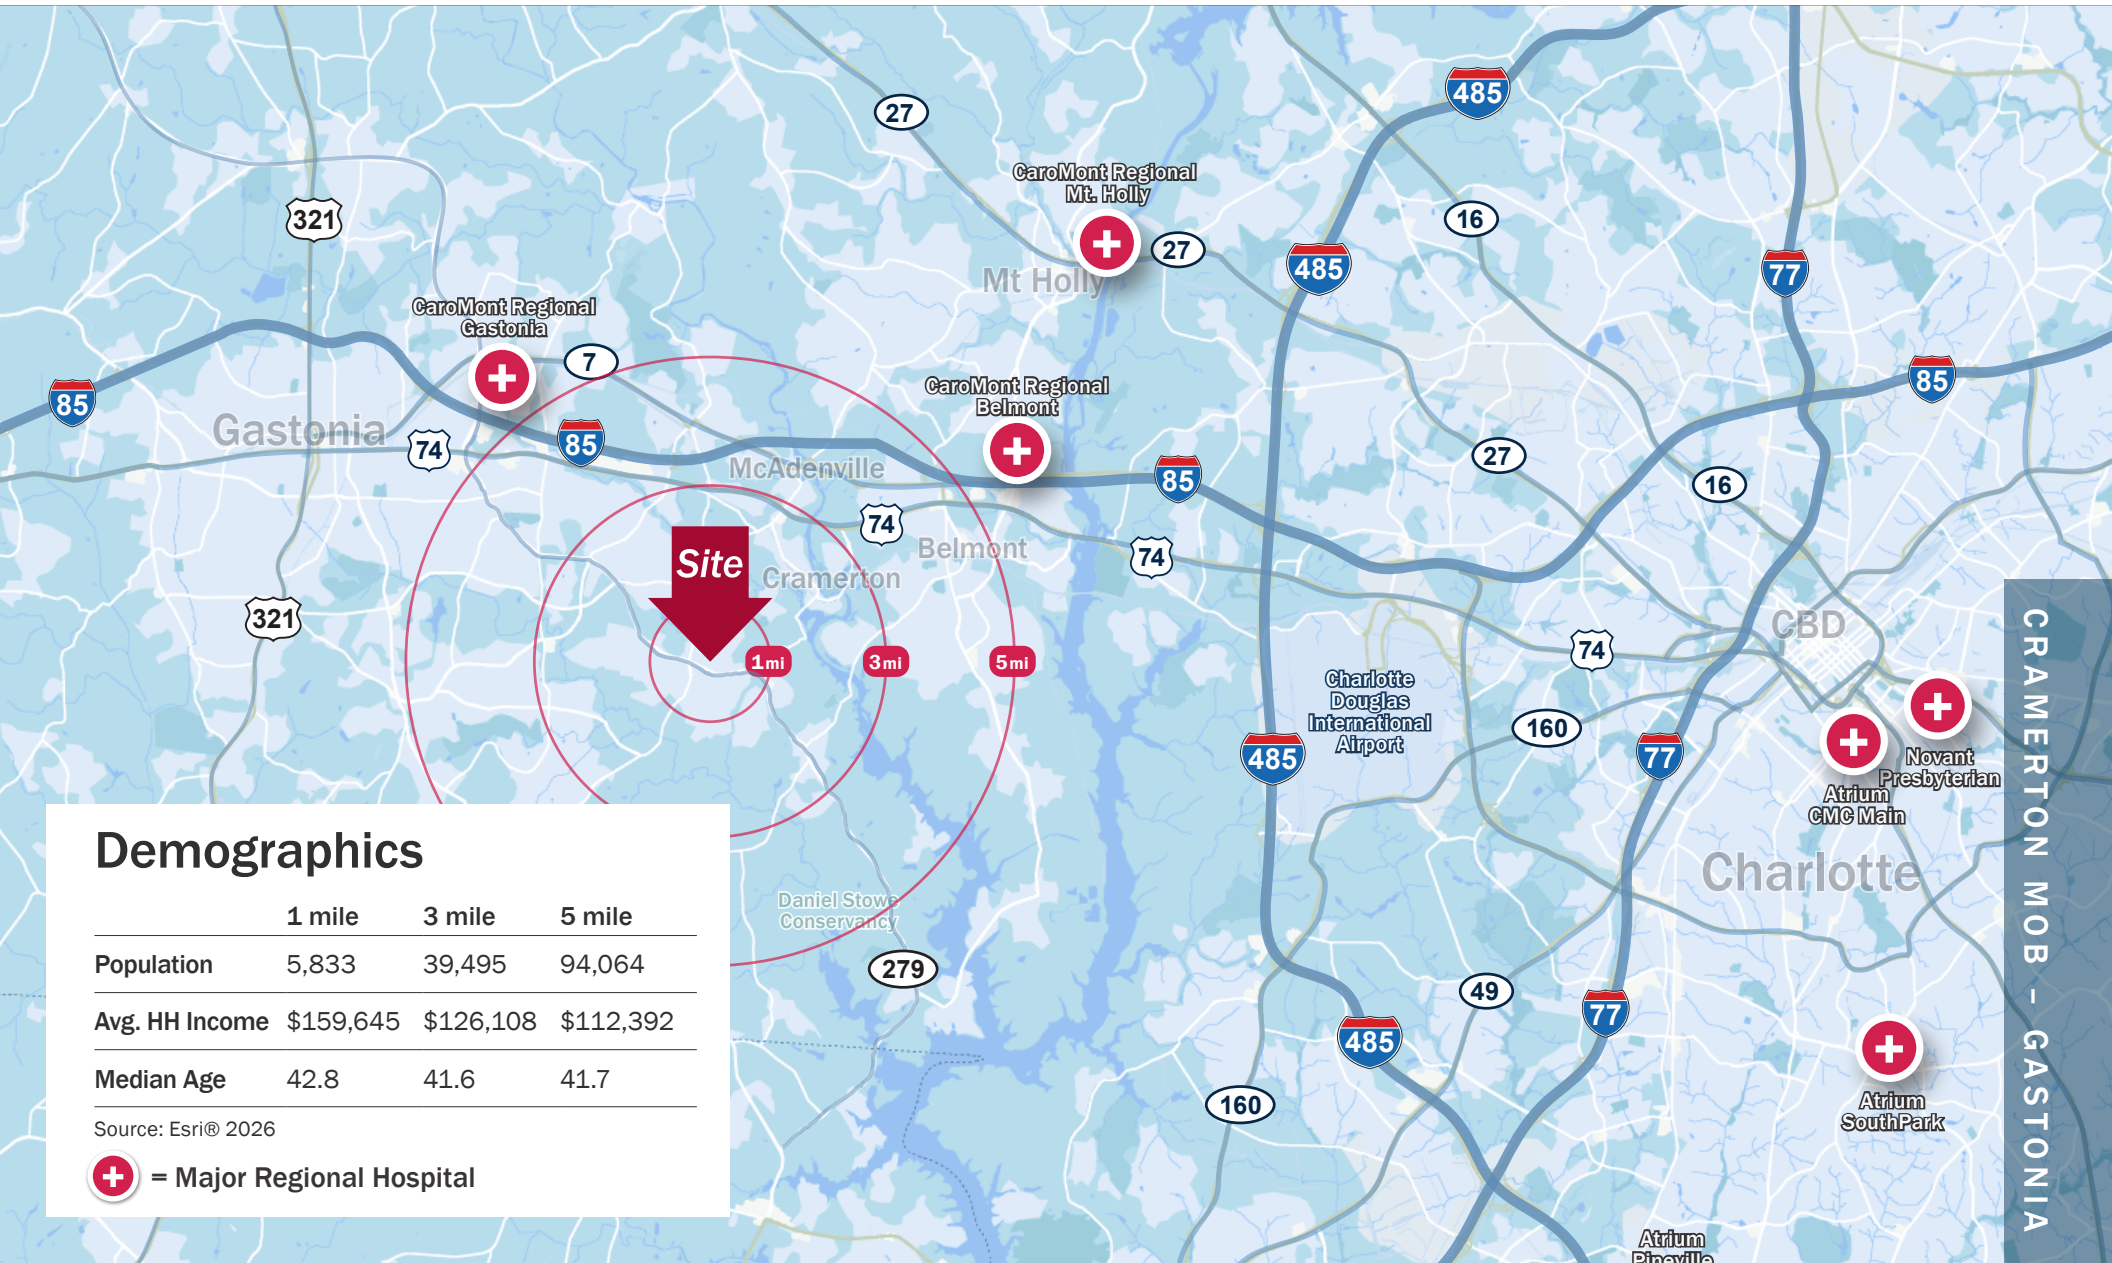 485
27
CaroMont Regional
Mt. Holly
321
16
27
485
77
Mt Holly
CaroMont Regional
Gastonia
7
85
CaroMont Regional
Belmont
85
Gastonia
74
85
McAdenville
27
85
16
74
Belmont
74
Site
Cramerton
321
CBD
74
1mi
3mi
5mi
Charlotte
Douglas
International
Airport
160
485
77
Novant
Presbyterian
Atrium
CMC Main
Charlotte
Daniel Stowe
Conservancy
279
49
77
485
160
Atrium
SouthPark
Atrium
Pineville
Demographics
1 mile 3 mile 5 mile
Population 5,833 39,495 94,064
Avg. HH Income $159,645 $126,108 $112,392
Median Age 42.8 41.6 41.7
Source: Esri® 2026
= Major Regional Hospital
CRAMERTON MOB – GASTONIA